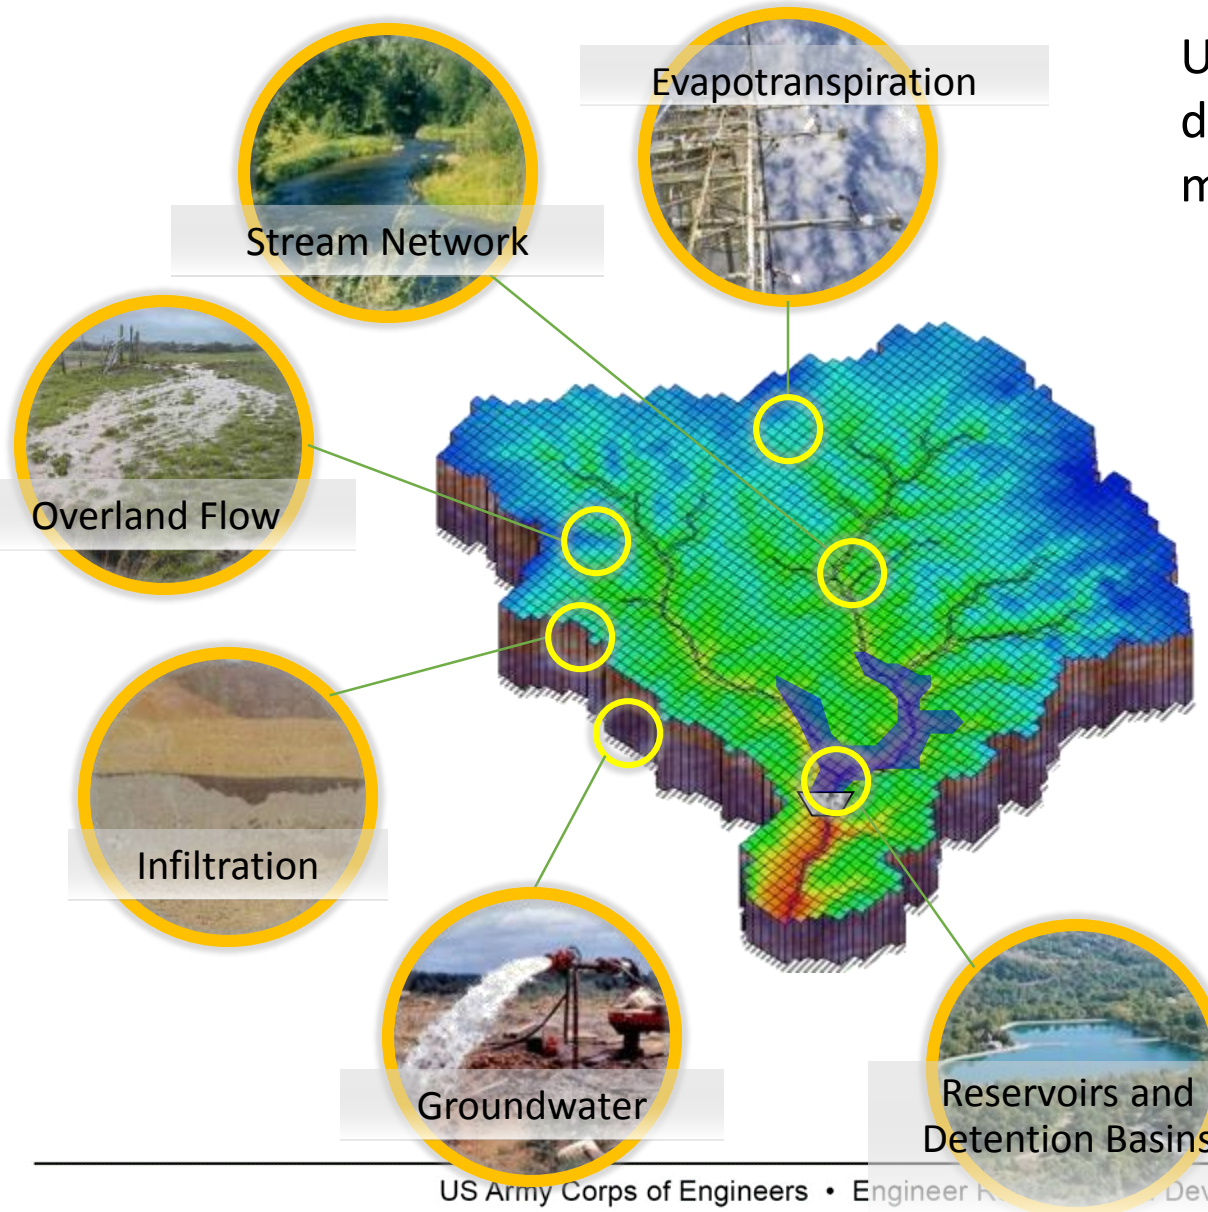 Evapotranspiration
Stream Network
Overland Flow
Infiltration
Groundwater
Reservoirs and
Detention Basins
US Army Corps of Engineers • Engineer